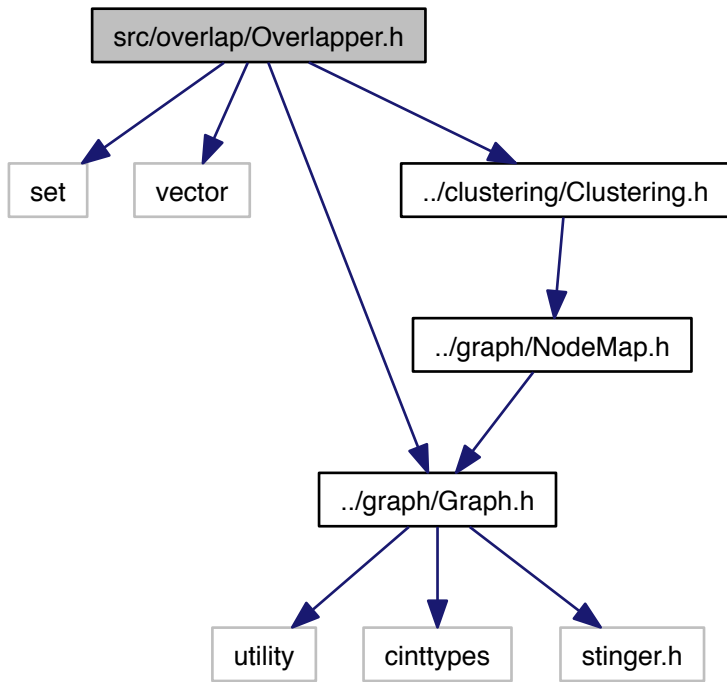 src/overlap/Overlapper.h
set
vector
../clustering/Clustering.h
../graph/NodeMap.h
../graph/Graph.h
utility
cinttypes
stinger.h